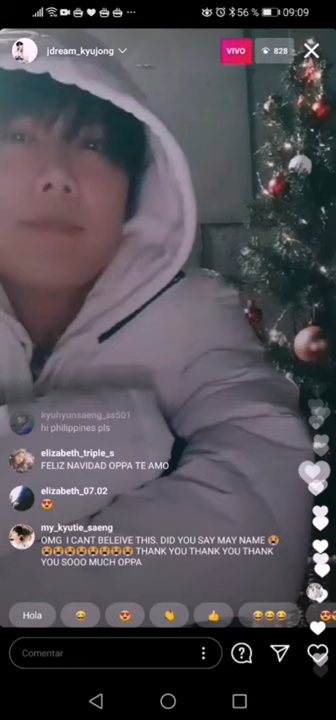 56 % 09:09
jdream_kyujong
VIVO
828
kyuhyunsaeng_ss501
hi philippines pls
elizabeth_triple_s
FELIZ NAVIDAD OPPA TE AMO
elizabeth_07.02
😍
my_kyutie_saeng
OMG I CANT BELEIVE THIS. DID YOU SAY MAY NAME 😭
😭😭😭😭😭😭😭😭 THANK YOU THANK YOU THANK
YOU SOOO MUCH OPPA
Hola 😂 😍 👏 👍 😂😂😂 😍
Comentar